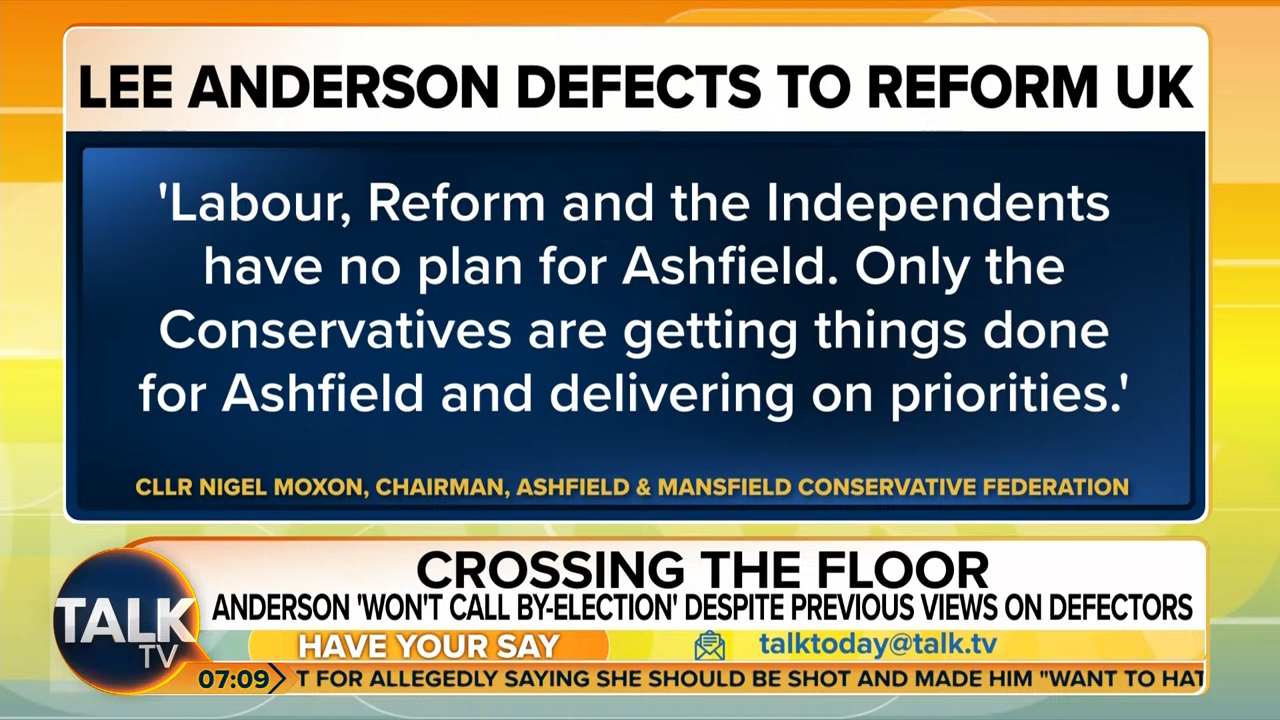 LEE ANDERSON DEFECTS TO REFORM UK
'Labour, Reform and the Independents
have no plan for Ashfield. Only the
Conservatives are getting things done
for Ashfield and delivering on priorities.'
CLLR NIGEL MOXON, CHAIRMAN, ASHFIELD & MANSFIELD CONSERVATIVE FEDERATION
CROSSING THE FLOOR
ANDERSON 'WON'T CALL BY-ELECTION' DESPITE PREVIOUS VIEWS ON DEFECTORS
TALK
TV
HAVE YOUR SAY talktoday@talk.tv
07:09 T FOR ALLEGEDLY SAYING SHE SHOULD BE SHOT AND MADE HIM "WANT TO HAT